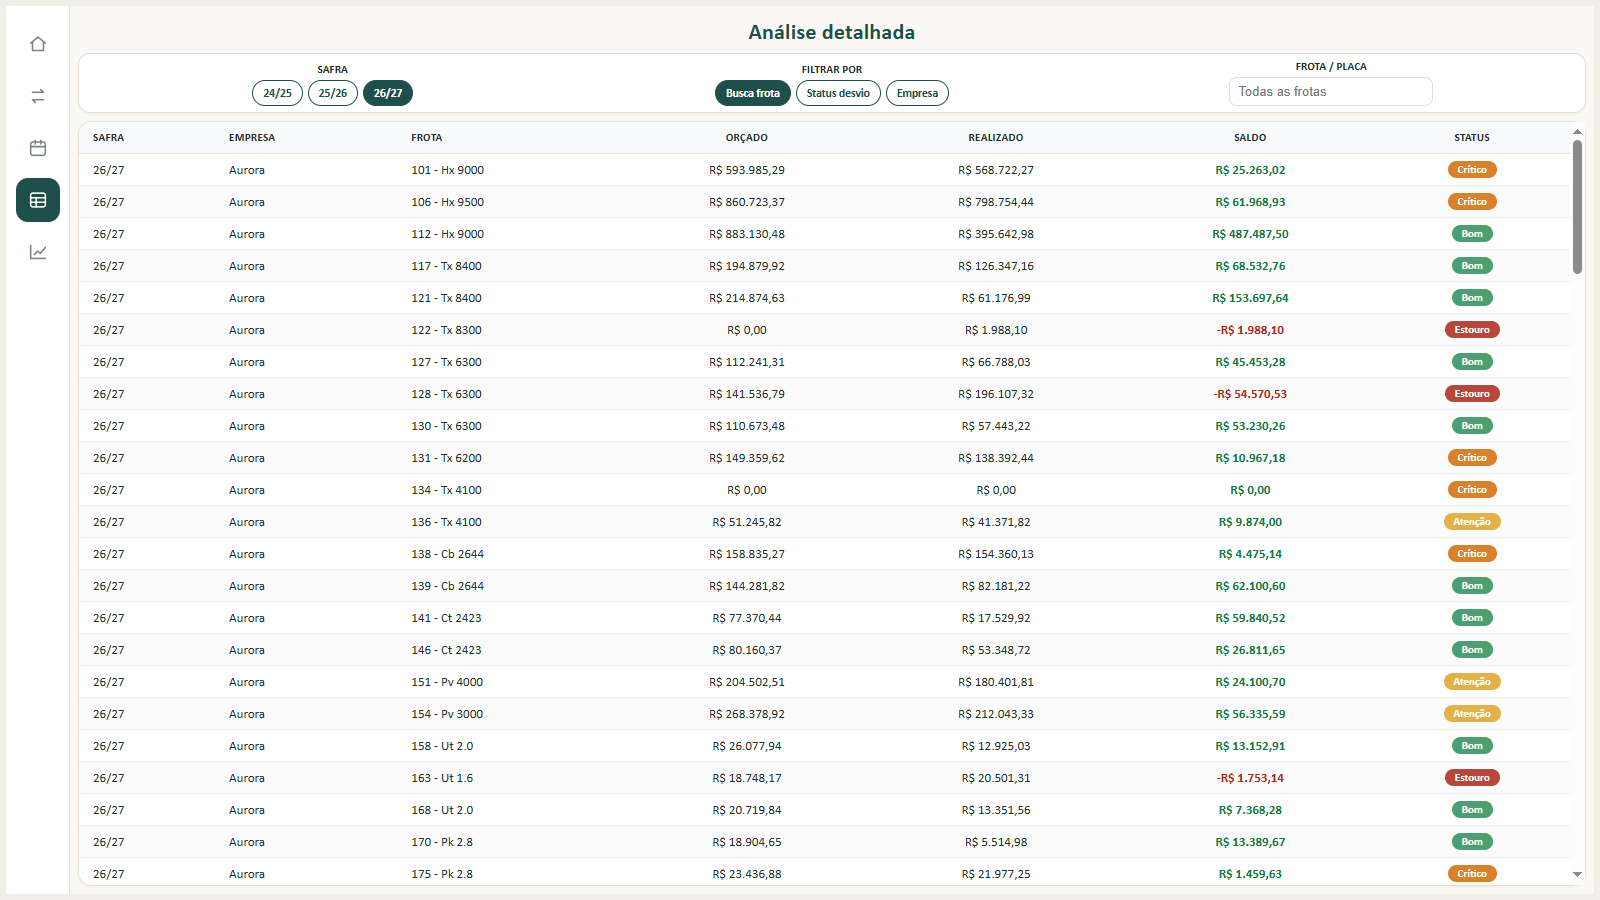 Análise detalhada
SAFRA
24/25 25/26 26/27
FILTRAR POR
Busca frota Status desvio Empresa
FROTA / PLACA
Todas as frotas
SAFRA EMPRESA FROTA ORÇADO REALIZADO SALDO STATUS
26/27 Aurora 101 - Hx 9000 R$ 593.985,29 R$ 568.722,27 R$ 25.263,02 Crítico
26/27 Aurora 106 - Hx 9500 R$ 860.723,37 R$ 798.754,44 R$ 61.968,93 Crítico
26/27 Aurora 112 - Hx 9000 R$ 883.130,48 R$ 395.642,98 R$ 487.487,50 Bom
26/27 Aurora 117 - Tx 8400 R$ 194.879,92 R$ 126.347,16 R$ 68.532,76 Bom
26/27 Aurora 121 - Tx 8400 R$ 214.874,63 R$ 61.176,99 R$ 153.697,64 Bom
26/27 Aurora 122 - Tx 8300 R$ 0,00 R$ 1.988,10 -R$ 1.988,10 Estouro
26/27 Aurora 127 - Tx 6300 R$ 112.241,31 R$ 66.788,03 R$ 45.453,28 Bom
26/27 Aurora 128 - Tx 6300 R$ 141.536,79 R$ 196.107,32 -R$ 54.570,53 Estouro
26/27 Aurora 130 - Tx 6300 R$ 110.673,48 R$ 57.443,22 R$ 53.230,26 Bom
26/27 Aurora 131 - Tx 6200 R$ 149.359,62 R$ 138.392,44 R$ 10.967,18 Crítico
26/27 Aurora 134 - Tx 4100 R$ 0,00 R$ 0,00 R$ 0,00 Crítico
26/27 Aurora 136 - Tx 4100 R$ 51.245,82 R$ 41.371,82 R$ 9.874,00 Atenção
26/27 Aurora 138 - Cb 2644 R$ 158.835,27 R$ 154.360,13 R$ 4.475,14 Crítico
26/27 Aurora 139 - Cb 2644 R$ 144.281,82 R$ 82.181,22 R$ 62.100,60 Bom
26/27 Aurora 141 - Ct 2423 R$ 77.370,44 R$ 17.529,92 R$ 59.840,52 Bom
26/27 Aurora 146 - Ct 2423 R$ 80.160,37 R$ 53.348,72 R$ 26.811,65 Bom
26/27 Aurora 151 - Pv 4000 R$ 204.502,51 R$ 180.401,81 R$ 24.100,70 Atenção
26/27 Aurora 154 - Pv 3000 R$ 268.378,92 R$ 212.043,33 R$ 56.335,59 Atenção
26/27 Aurora 158 - Ut 2.0 R$ 26.077,94 R$ 12.925,03 R$ 13.152,91 Bom
26/27 Aurora 163 - Ut 1.6 R$ 18.748,17 R$ 20.501,31 -R$ 1.753,14 Estouro
26/27 Aurora 168 - Ut 2.0 R$ 20.719,84 R$ 13.351,56 R$ 7.368,28 Bom
26/27 Aurora 170 - Pk 2.8 R$ 18.904,65 R$ 5.514,98 R$ 13.389,67 Bom
26/27 Aurora 175 - Pk 2.8 R$ 23.436,88 R$ 21.977,25 R$ 1.459,63 Crítico